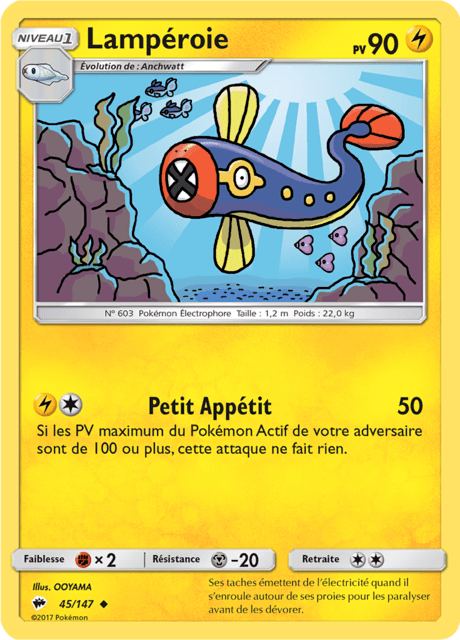 NIVEAU 1
Lampéroie
PV 90
Évolution de : Anchwatt
N° 603 Pokémon Électrophore Taille : 1,2 m Poids : 22,0 kg
Petit Appétit 50
Si les PV maximum du Pokémon Actif de votre adversaire
sont de 100 ou plus, cette attaque ne fait rien.
Faiblesse × 2 Résistance -20 Retraite
Illus. OOYAMA
45/147
©2017 Pokémon
Ses taches émettent de l'électricité quand il
s'enroule autour de ses proies pour les paralyser
avant de les dévorer.